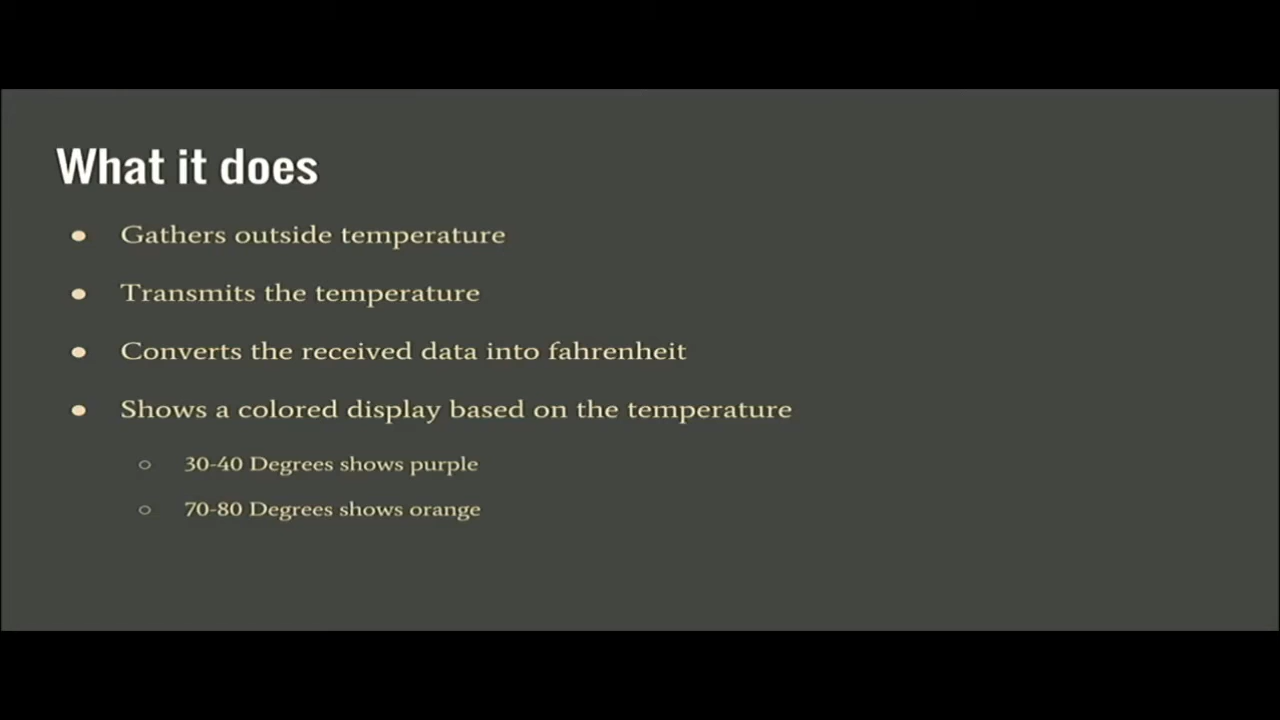 What it does
● Gathers outside temperature
● Transmits the temperature
● Converts the received data into fahrenheit
● Shows a colored display based on the temperature
○ 30-40 Degrees shows purple
○ 70-80 Degrees shows orange